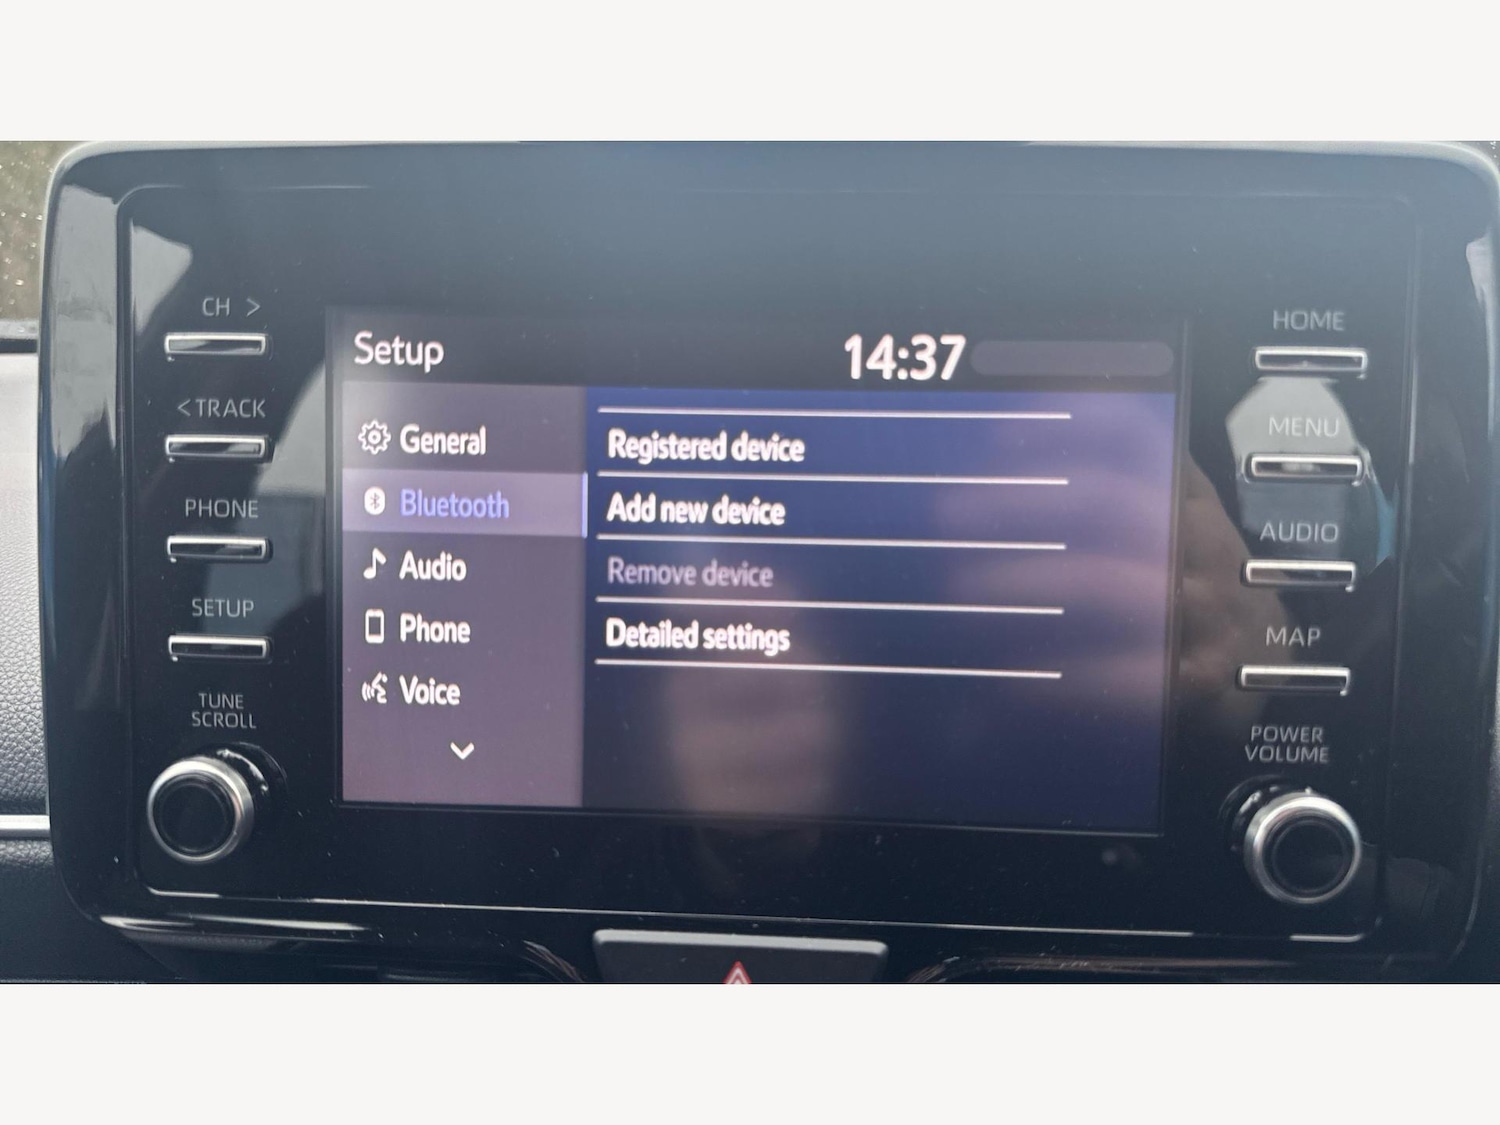 CH >
< TRACK
PHONE
SETUP
TUNE
SCROLL
Setup
14:37
General
Bluetooth
Audio
Phone
Voice
Registered device
Add new device
Remove device
Detailed settings
HOME
MENU
AUDIO
MAP
POWER
VOLUME